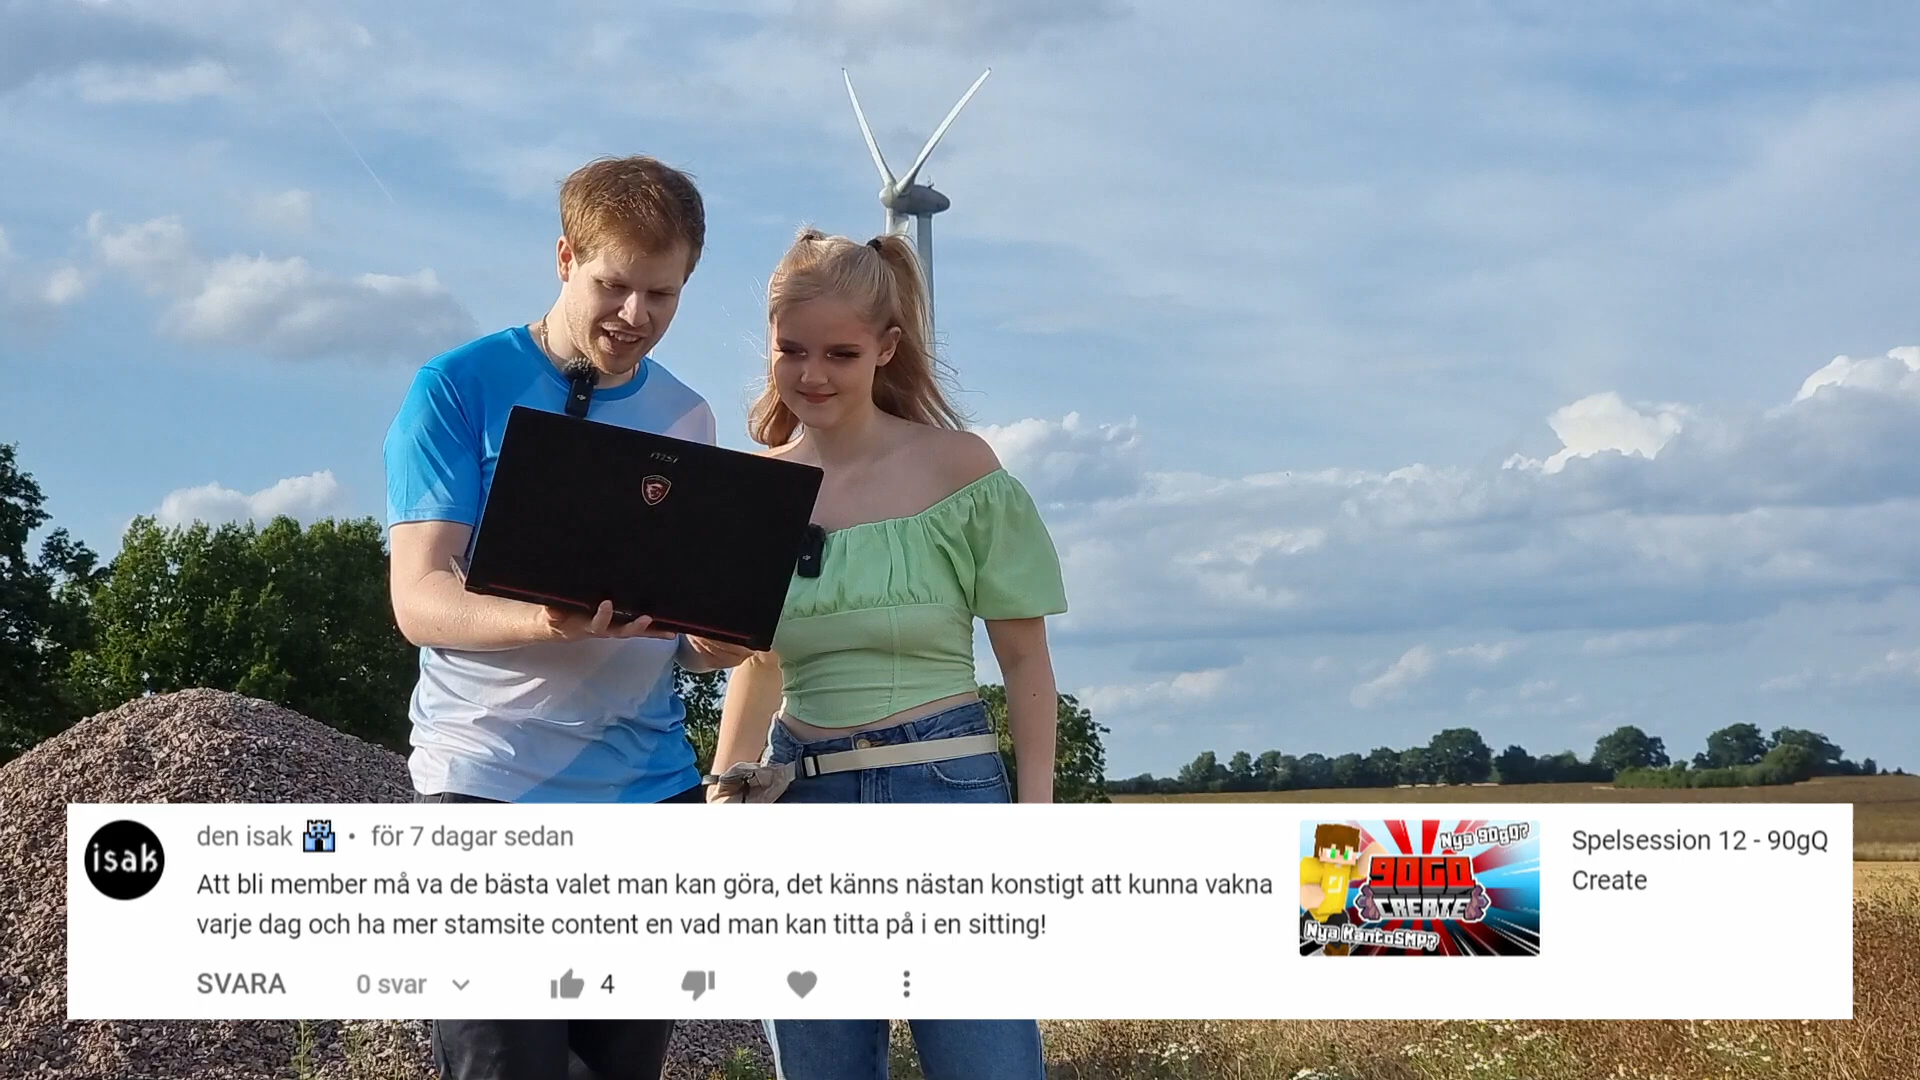 msi
den isak • för 7 dagar sedan
isak
Att bli member må va de bästa valet man kan göra, det känns nästan konstigt att kunna vakna
varje dag och ha mer stamsite content en vad man kan titta på i en sitting!
SVARA 0 svar 4
Nya 90gQ?
90GQ
CREATE
Nya KantoSMP?
Spelsession 12 - 90gQ
Create